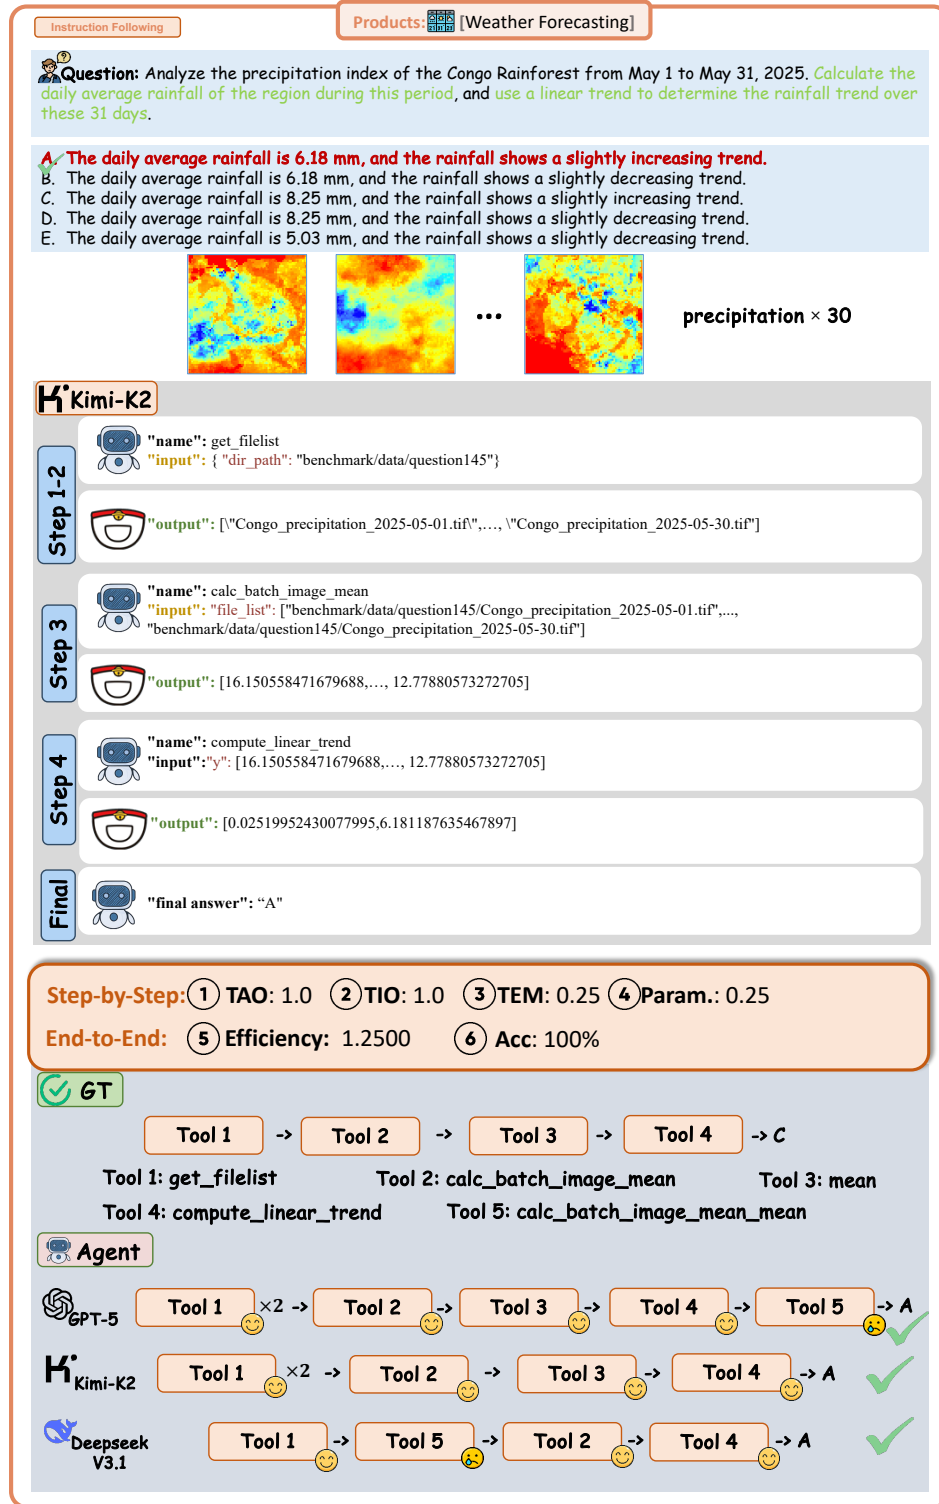 Instruction Following
Products: [Weather Forecasting]
Question: Analyze the precipitation index of the Congo Rainforest from May 1 to May 31, 2025. Calculate the
daily average rainfall of the region during this period, and use a linear trend to determine the rainfall trend over
these 31 days.
A. The daily average rainfall is 6.18 mm, and the rainfall shows a slightly increasing trend.
B. The daily average rainfall is 6.18 mm, and the rainfall shows a slightly decreasing trend.
C. The daily average rainfall is 8.25 mm, and the rainfall shows a slightly increasing trend.
D. The daily average rainfall is 8.25 mm, and the rainfall shows a slightly decreasing trend.
E. The daily average rainfall is 5.03 mm, and the rainfall shows a slightly decreasing trend.
... precipitation × 30
Kimi-K2
Step 1-2
"name": get_filelist
"input": { "dir_path": "benchmark/data/question145"}
"output": [\"Congo_precipitation_2025-05-01.tif\",…, \"Congo_precipitation_2025-05-30.tif"]
Step 3
"name": calc_batch_image_mean
"input": "file_list": ["benchmark/data/question145/Congo_precipitation_2025-05-01.tif",...,
"benchmark/data/question145/Congo_precipitation_2025-05-30.tif"]
"output": [16.150558471679688,…, 12.77880573272705]
Step 4
"name": compute_linear_trend
"input":"y": [16.150558471679688,…, 12.77880573272705]
"output": [0.02519952430077995,6.181187635467897]
Final
"final answer": “A"
Step-by-Step: 1 TAO: 1.0 2 TIO: 1.0 3 TEM: 0.25 4 Param.: 0.25
End-to-End: 5 Efficiency: 1.2500 6 Acc: 100%
GT
Tool 1 -> Tool 2 -> Tool 3 -> Tool 4 -> C
Tool 1: get_filelist Tool 2: calc_batch_image_mean Tool 3: mean
Tool 4: compute_linear_trend Tool 5: calc_batch_image_mean_mean
Agent
GPT-5 Tool 1 ×2 -> Tool 2 -> Tool 3 -> Tool 4 -> Tool 5 -> A
Kimi-K2 Tool 1 ×2 -> Tool 2 -> Tool 3 -> Tool 4 -> A
Deepseek V3.1 Tool 1 -> Tool 5 -> Tool 2 -> Tool 4 -> A